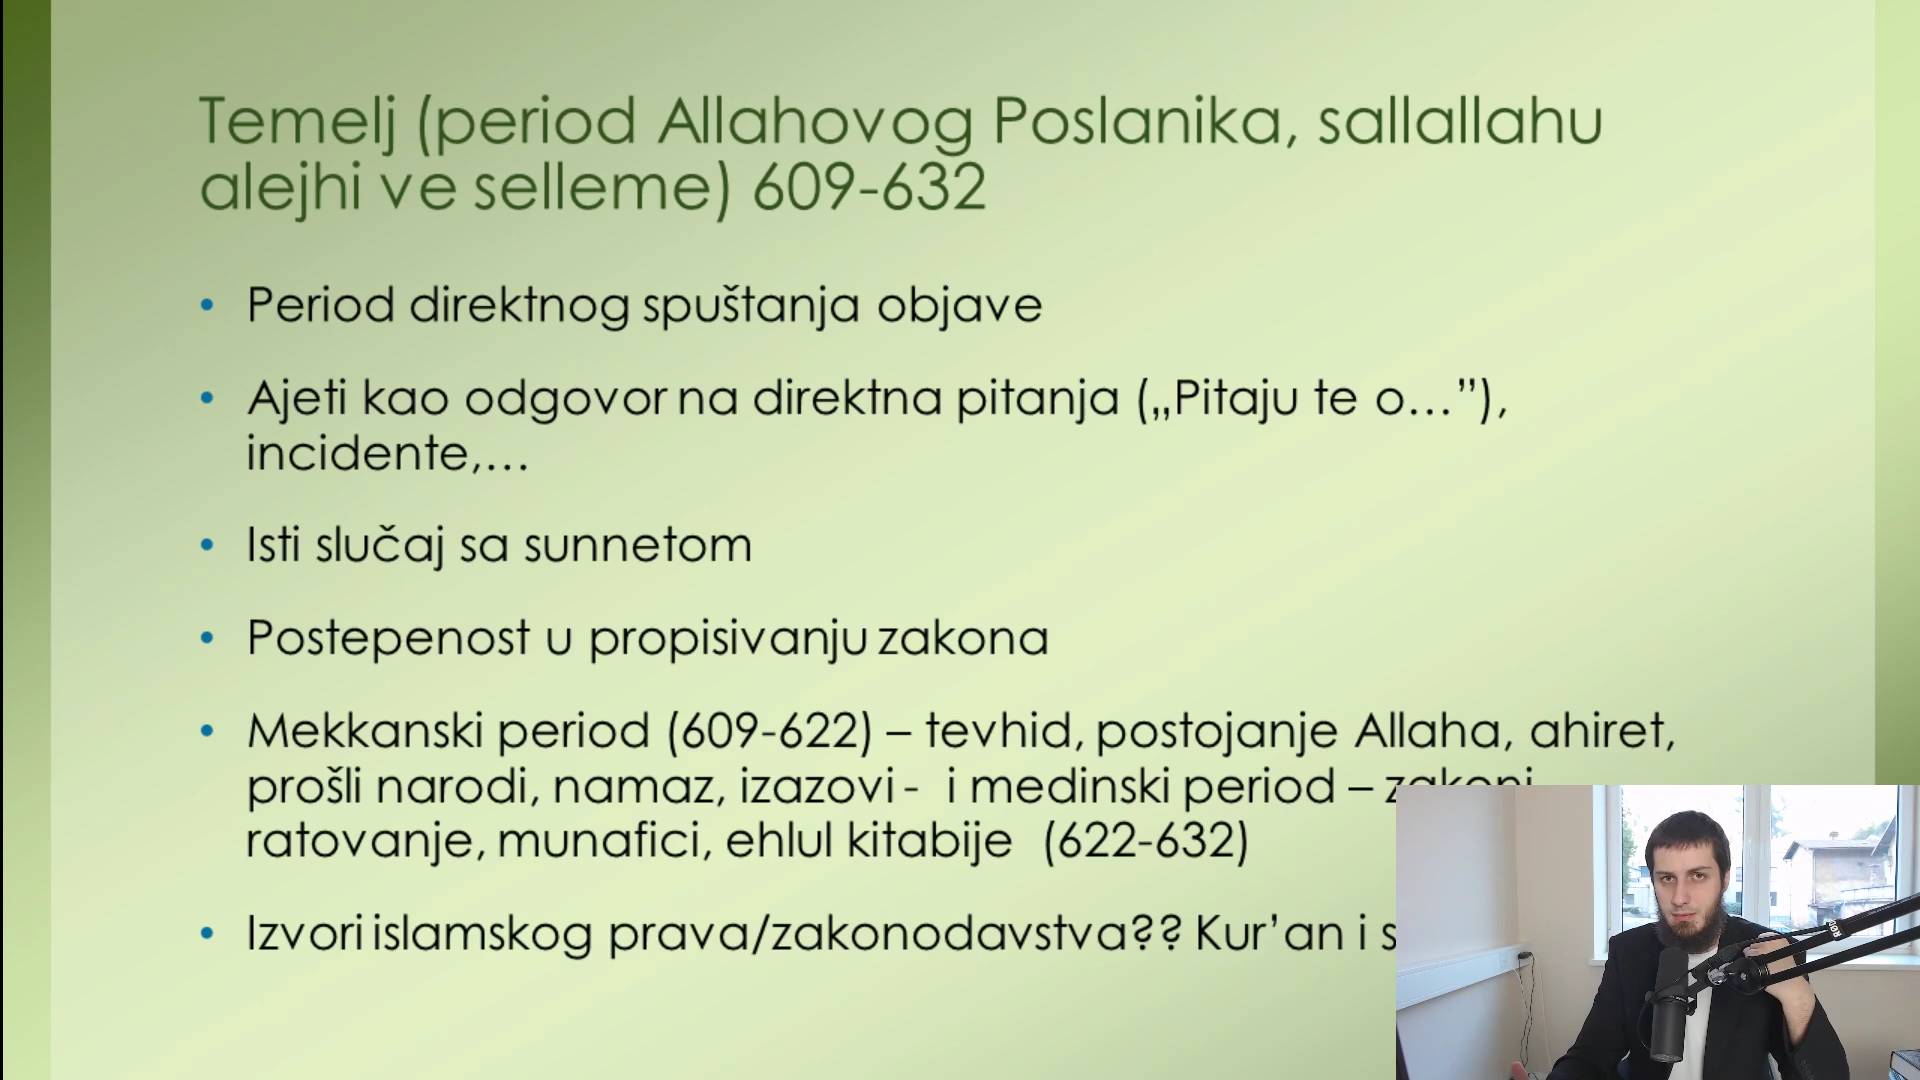 Temelj (period Allahovog Poslanika, sallallahu
alejhi ve selleme) 609-632
• Period direktnog spuštanja objave
• Ajeti kao odgovor na direktna pitanja („Pitaju te o…”),
incidente,…
• Isti slučaj sa sunnetom
• Postepenost u propisivanju zakona
• Mekkanski period (609-622) – tevhid, postojanje Allaha, ahiret,
prošli narodi, namaz, izazovi - i medinski period – zakoni
ratovanje, munafici, ehlul kitabije (622-632)
• Izvori islamskog prava/zakonodavstva?? Kur’an i